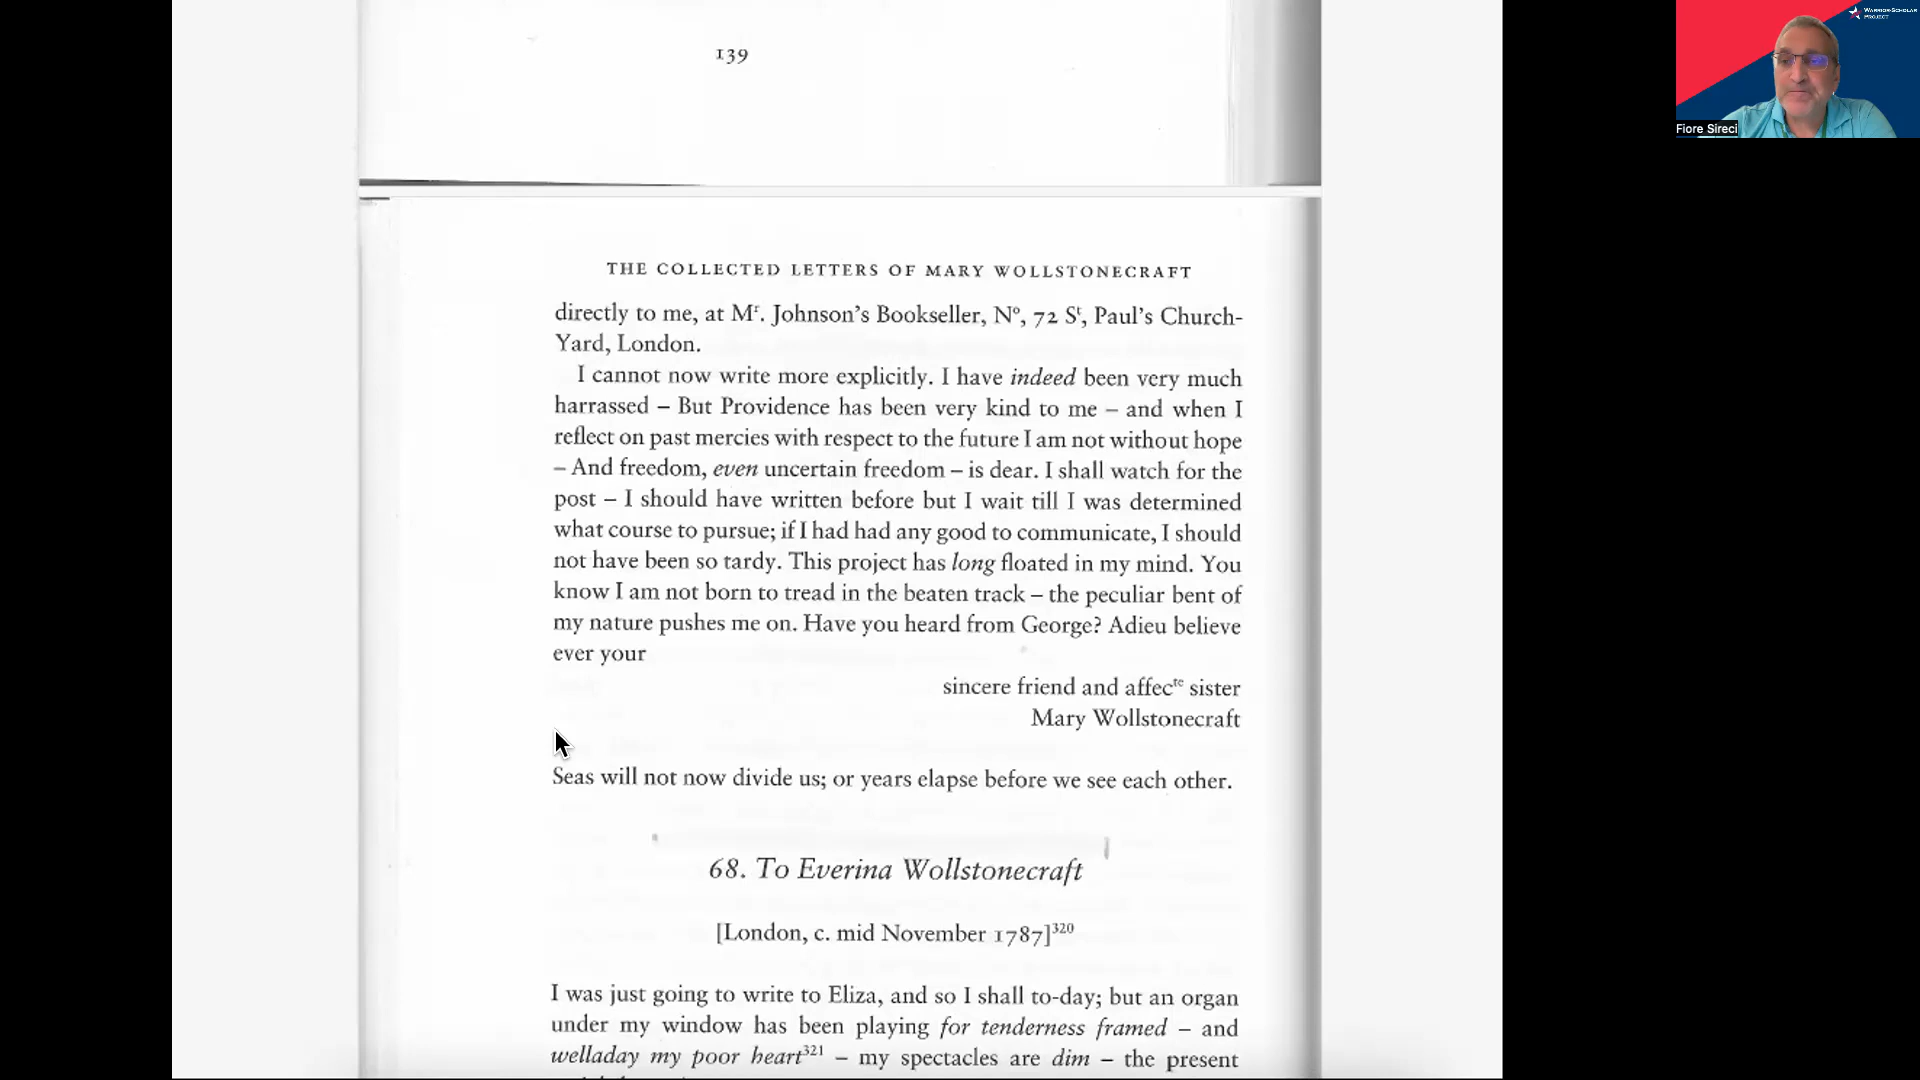 139
THE COLLECTED LETTERS OF MARY WOLLSTONECRAFT
directly to me, at Mʳ. Johnson's Bookseller, Nº, 72 Sᵗ, Paul's Church-
Yard, London.
I cannot now write more explicitly. I have indeed been very much
harrassed – But Providence has been very kind to me – and when I
reflect on past mercies with respect to the future I am not without hope
– And freedom, even uncertain freedom – is dear. I shall watch for the
post – I should have written before but I wait till I was determined
what course to pursue; if I had had any good to communicate, I should
not have been so tardy. This project has long floated in my mind. You
know I am not born to tread in the beaten track – the peculiar bent of
my nature pushes me on. Have you heard from George? Adieu believe
ever your
sincere friend and affecᵗᵉ sister
Mary Wollstonecraft
Seas will not now divide us; or years elapse before we see each other.
68. To Everina Wollstonecraft
[London, c. mid November 1787]³²⁰
I was just going to write to Eliza, and so I shall to-day; but an organ
under my window has been playing for tenderness framed – and
welladay my poor heart³²¹ – my spectacles are dim – the present
WARRIOR-SCHOLAR
PROJECT
Fiore Sireci